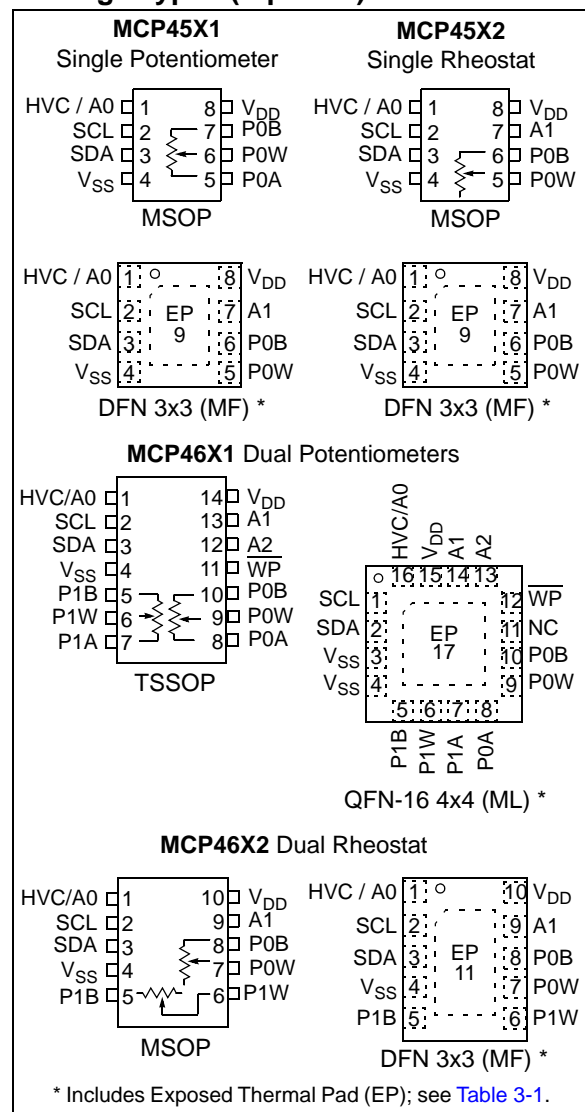 MCP45X1
Single Potentiometer
HVC / A0 1 8 VDD
SCL 2 7 P0B
SDA 3 6 P0W
VSS 4 5 P0A
MSOP
MCP45X2
Single Rheostat
HVC / A0 1 8 VDD
SCL 2 7 A1
SDA 3 6 P0B
VSS 4 5 P0W
MSOP
HVC / A0 1 8 VDD
SCL 2 EP 7 A1
SDA 3 9 6 P0B
VSS 4 5 P0W
DFN 3x3 (MF) *
HVC / A0 1 8 VDD
SCL 2 EP 7 A1
SDA 3 9 6 P0B
VSS 4 5 P0W
DFN 3x3 (MF) *
MCP46X1 Dual Potentiometers
HVC/A0 1 14 VDD
SCL 2 13 A1
SDA 3 12 A2
VSS 4 11 WP
P1B 5 10 P0B
P1W 6 9 P0W
P1A 7 8 P0A
TSSOP
HVC/A0 VDD A1 A2
16 15 14 13
SCL 1 12 WP
SDA 2 EP 11 NC
VSS 3 17 10 P0B
VSS 4 9 P0W
5 6 7 8
P1B P1W P1A P0A
QFN-16 4x4 (ML) *
MCP46X2 Dual Rheostat
HVC/A0 1 10 VDD
SCL 2 9 A1
SDA 3 8 P0B
VSS 4 7 P0W
P1B 5 6 P1W
MSOP
HVC / A0 1 10 VDD
SCL 2 9 A1
SDA 3 EP 8 P0B
VSS 4 11 7 P0W
P1B 5 6 P1W
DFN 3x3 (MF) *
* Includes Exposed Thermal Pad (EP); see Table 3-1.